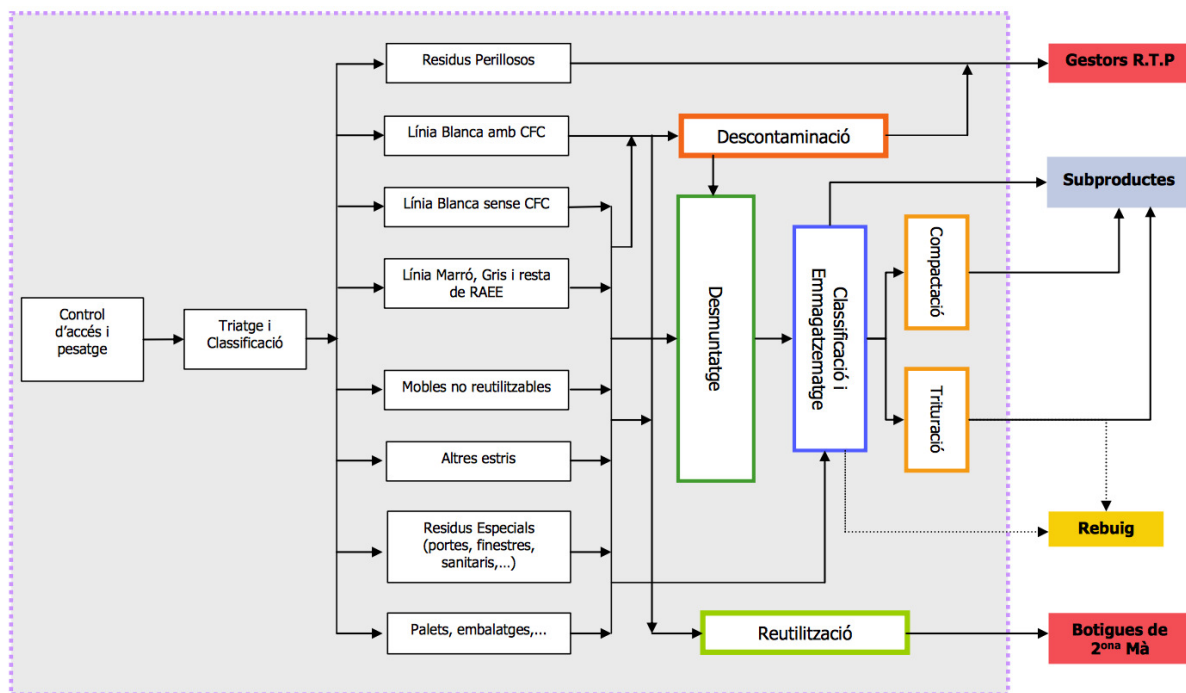 Residus Perillosos
Gestors R.T.P
Línia Blanca amb CFC
Descontaminació
Subproductes
Línia Blanca sense CFC
Línia Marró, Gris i resta
de RAEE
Control
d'accés i
pesatge
Triatge i
Classificació
Desmuntatge
Classificació i
Emmagatzematge
Compactació
Mobles no reutilitzables
Trituració
Altres estris
Residus Especials
(portes, finestres,
sanitaris,...)
Rebuig
Palets, embalatges,...
Reutilització
Botigues de
2ona Mà